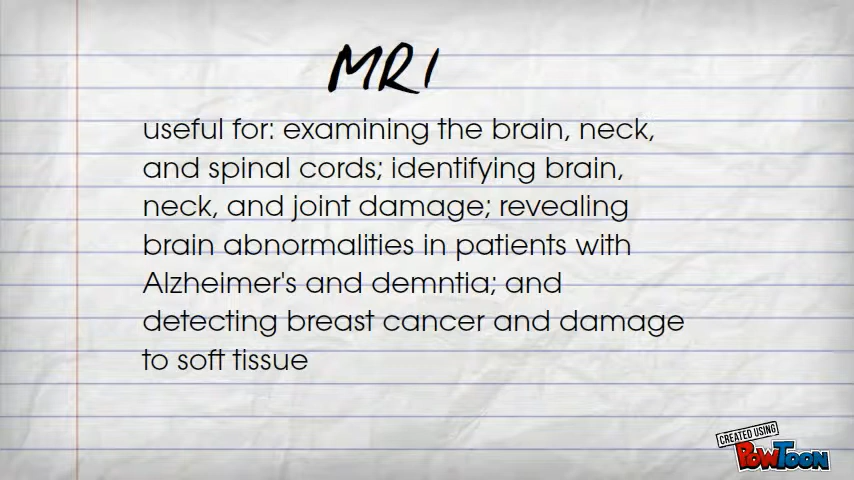 MRI
useful for: examining the brain, neck,
and spinal cords; identifying brain,
neck, and joint damage; revealing
brain abnormalities in patients with
Alzheimer's and demntia; and
detecting breast cancer and damage
to soft tissue
CREATED USING
POWTOON